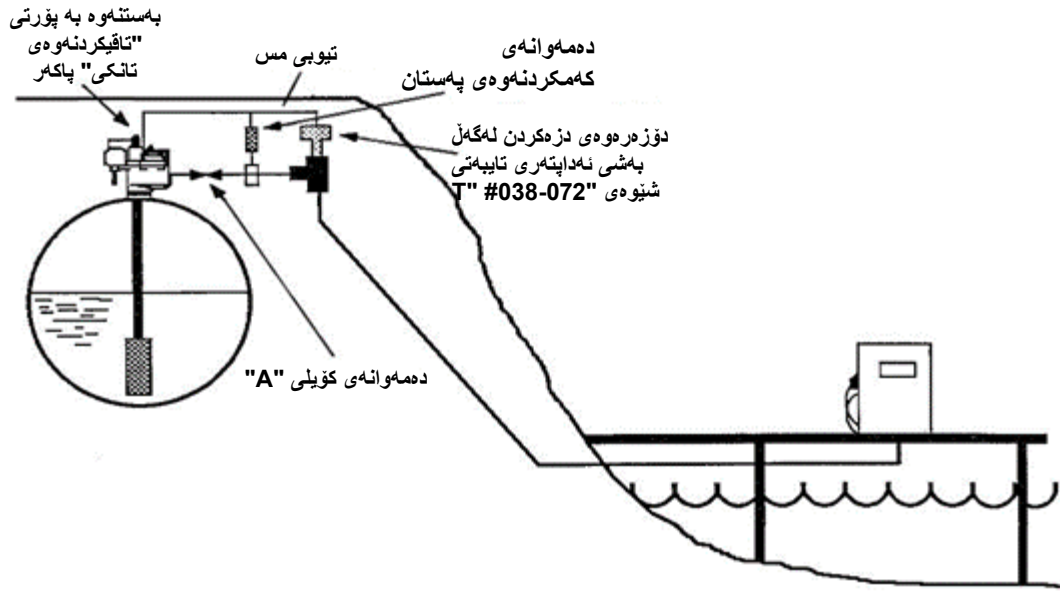 بەستنەوە بە پۆرتی
"تاقیکردنەوەی
تانکی" پاکەر
تیوبی مس
دەمەوانەی
کەمکردنەوەی پەستان
دۆزەرەوەی دزەکردن لەگەڵ
بەشی ئەداپتەری تایبەتی
شێوەی "T" #038-072
دەمەوانەی کۆیلی "A"